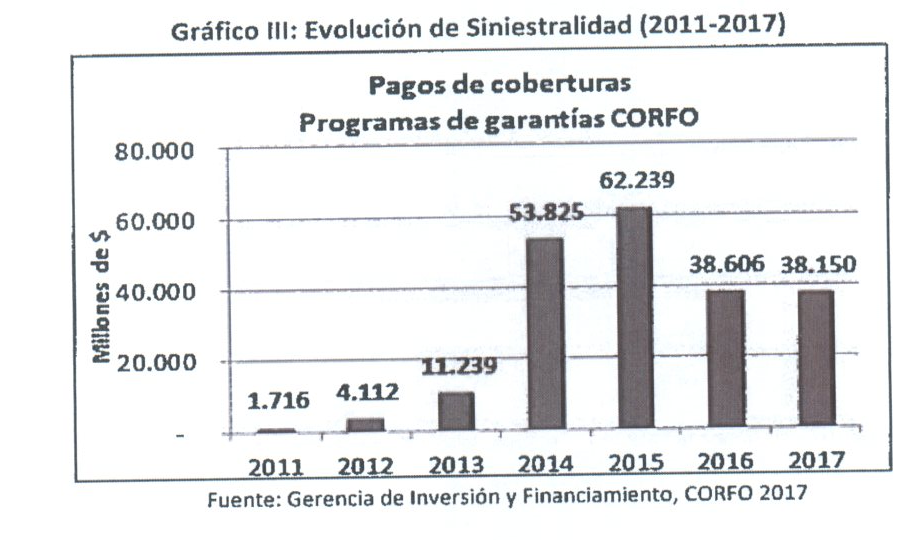 Gráfico III: Evolución de Siniestralidad (2011-2017)
Pagos de coberturas
Programas de garantías CORFO
Millones de $
80.000
60.000
40.000
20.000
-
1.716
4.112
11.239
53.825
62.239
38.606
38.150
2011 2012 2013 2014 2015 2016 2017
Fuente: Gerencia de Inversión y Financiamiento, CORFO 2017